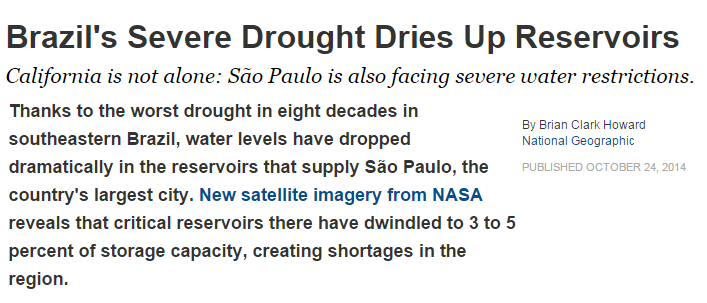 Brazil's Severe Drought Dries Up Reservoirs
California is not alone: São Paulo is also facing severe water restrictions.
Thanks to the worst drought in eight decades in
southeastern Brazil, water levels have dropped
dramatically in the reservoirs that supply São Paulo, the
country's largest city. New satellite imagery from NASA
reveals that critical reservoirs there have dwindled to 3 to 5
percent of storage capacity, creating shortages in the
region.
By Brian Clark Howard
National Geographic
PUBLISHED OCTOBER 24, 2014